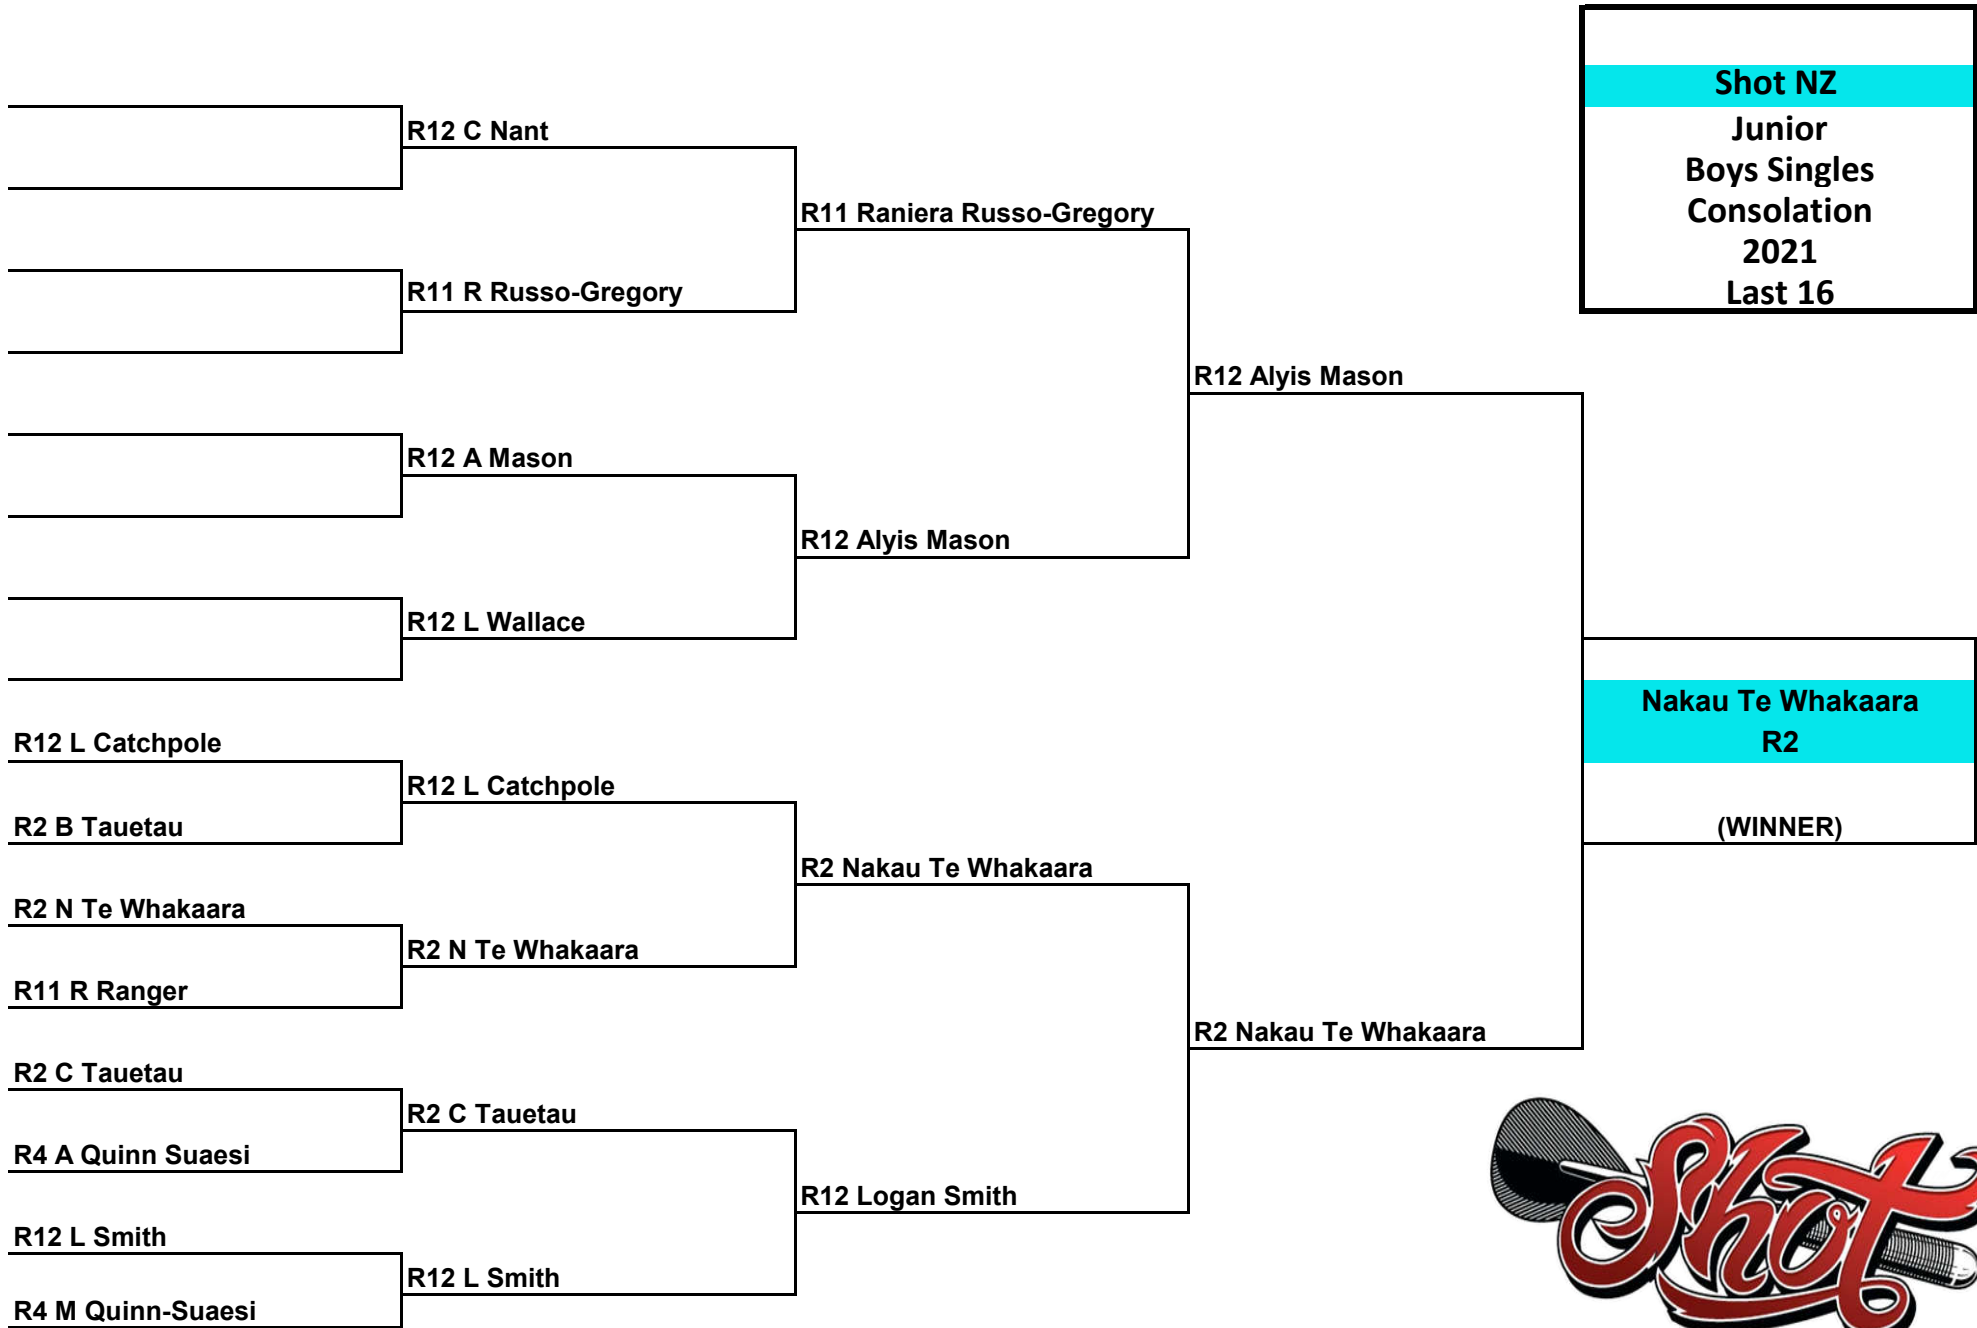 Shot NZ
Junior
Boys Singles
Consolation
2021
Last 16
R12 C Nant
R11 Raniera Russo-Gregory
R11 R Russo-Gregory
R12 Alyis Mason
R12 A Mason
R12 Alyis Mason
R12 L Wallace
Nakau Te Whakaara
R2
(WINNER)
R12 L Catchpole
R12 L Catchpole
R2 B Tauetau
R2 Nakau Te Whakaara
R2 N Te Whakaara
R2 N Te Whakaara
R11 R Ranger
R2 Nakau Te Whakaara
R2 C Tauetau
R2 C Tauetau
R4 A Quinn Suaesi
R12 Logan Smith
R12 L Smith
R12 L Smith
R4 M Quinn-Suaesi
Shot